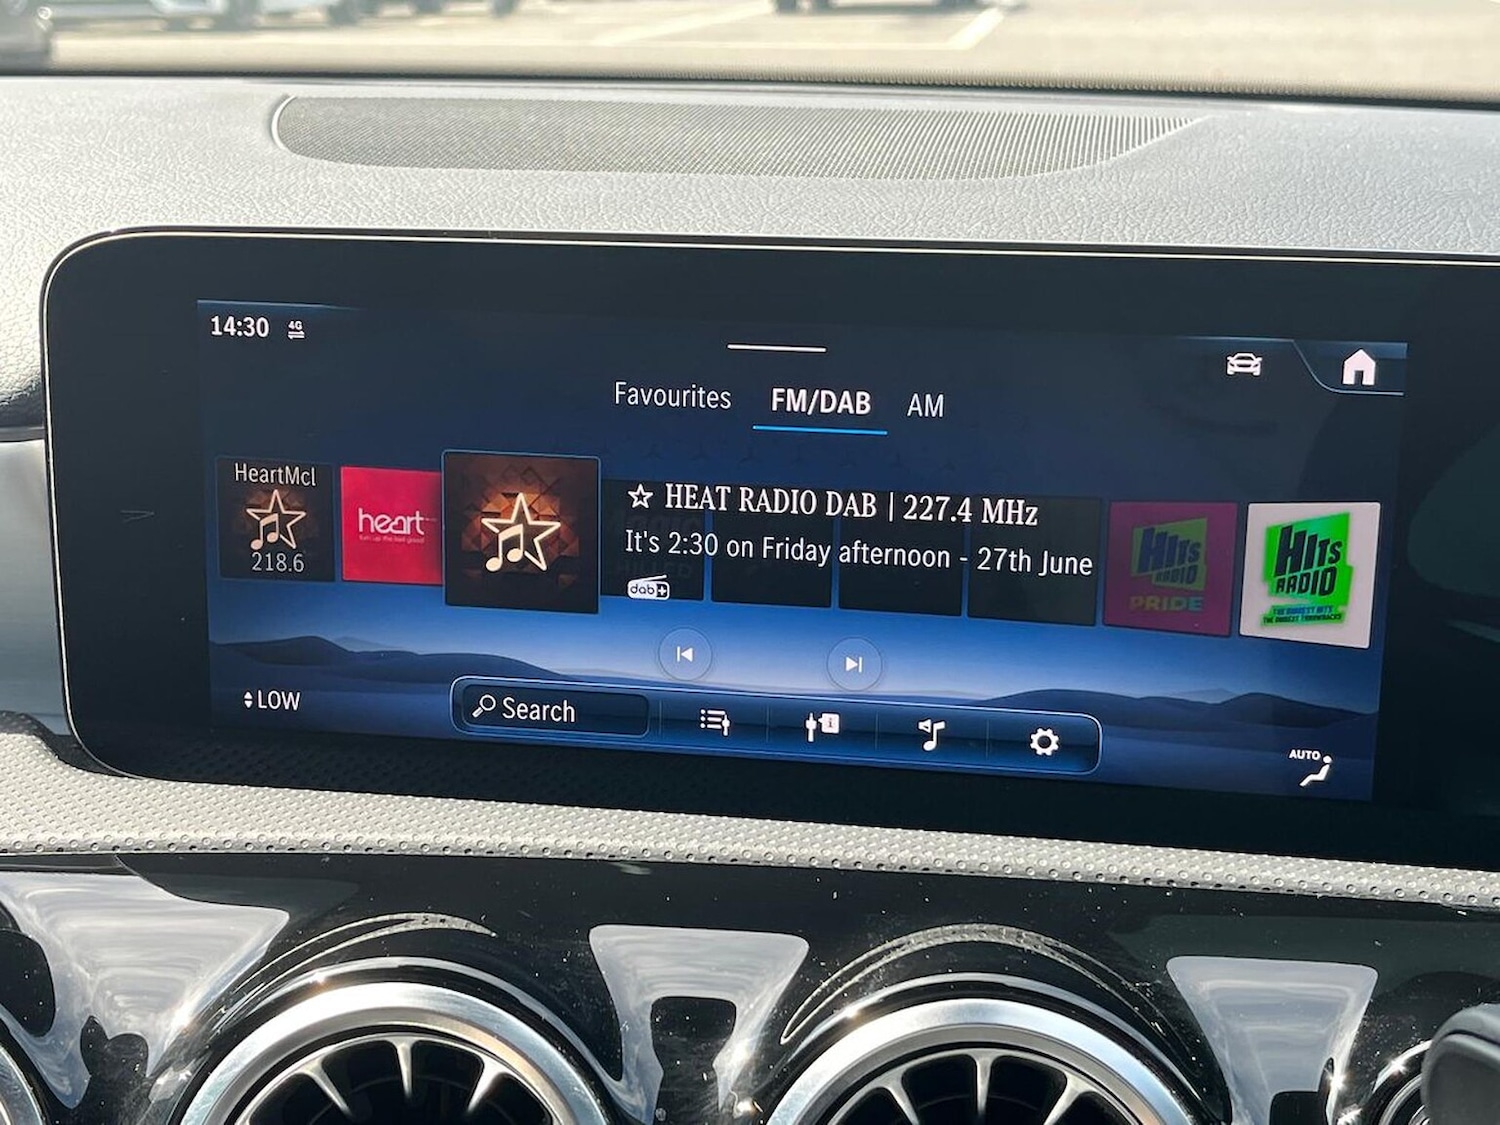 14:30 4G
Favourites FM/DAB AM
HeartMcl
218.6
heart
HEAT RADIO DAB | 227.4 MHz
It's 2:30 on Friday afternoon - 27th June
dab+
HITS
RADIO
PRIDE
HITS
RADIO
LOW
Search
i
AUTO